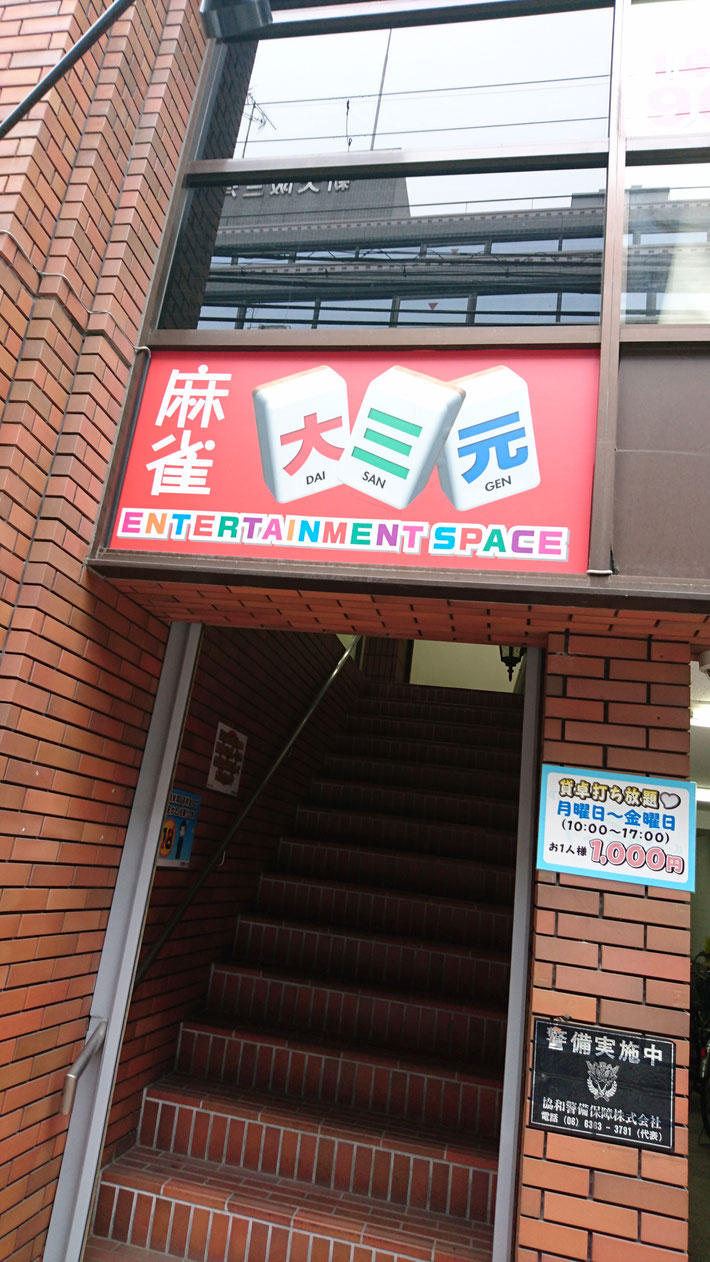 麻雀
大三元
DAI SAN GEN
ENTERTAINMENT SPACE
貸卓打ち放題♡
月曜日～金曜日
(10:00～17:00)
お1人様 1,000円
18
警備実施中
協和警備保障株式会社
電話 (06) 6363-3791 (代表)